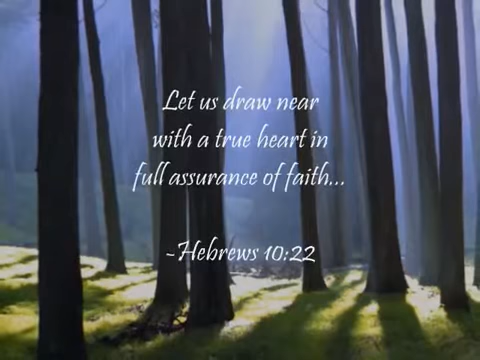 Let us draw near
with a true heart in
full assurance of faith...
~Hebrews 10:22